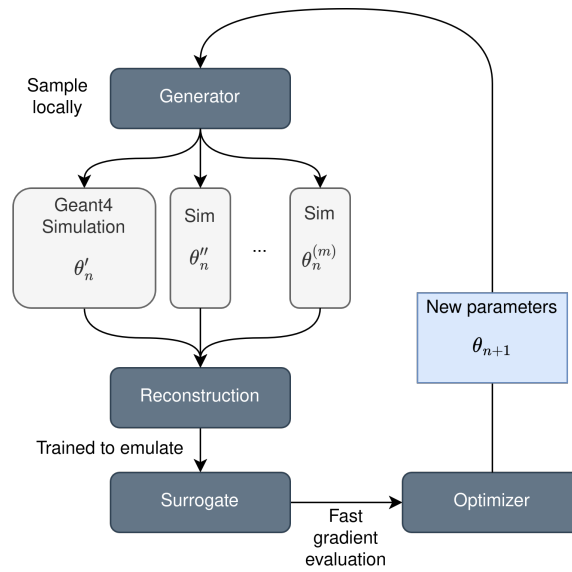 Sample
locally
Generator
Geant4
Simulation
θ′ₙ
Sim
θ″ₙ
...
Sim
θₙ⁽ᵐ⁾
New parameters
θₙ₊₁
Reconstruction
Trained to emulate
Surrogate
Fast
gradient
evaluation
Optimizer